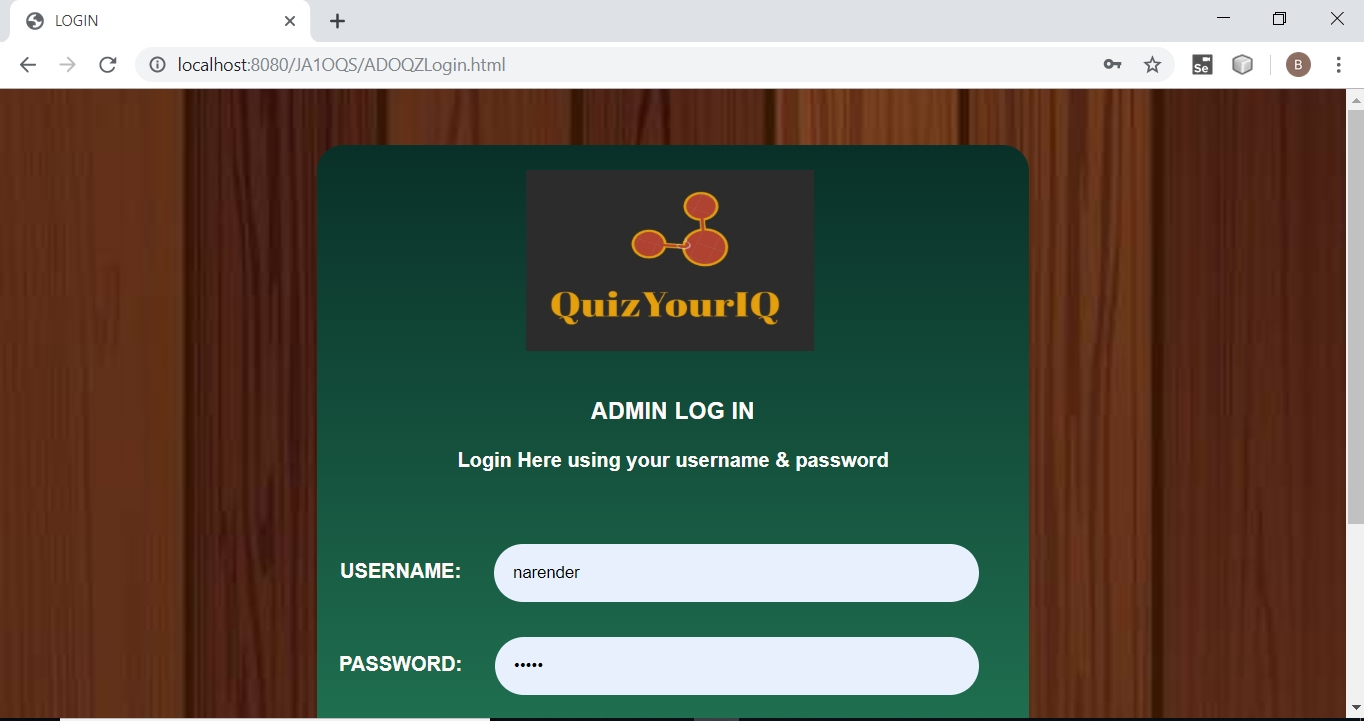 LOGIN
localhost:8080/JA1OQS/ADOQZLogin.html
Se
B
QuizYourIQ
ADMIN LOG IN
Login Here using your username & password
USERNAME: narender
PASSWORD: •••••